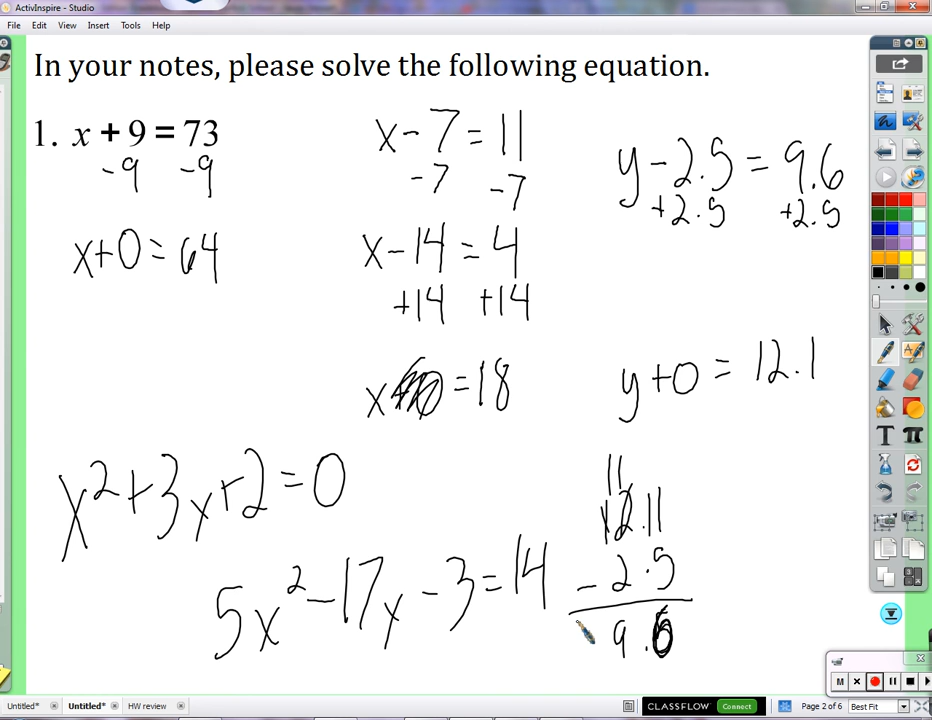 ActivInspire - Studio
File Edit View Insert Tools Help
In your notes, please solve the following equation.
1. x + 9 = 73
-9 -9
x+0=64
x-7=11
-7 -7
x-14=4
+14 +14
x =18
y-2.5=9.6
+2.5 +2.5
y+0=12.1
x²+3x+2=0
5x²-17x-3=14
11
12.11
-2.5
9.6
Untitled* Untitled* HW review
CLASSFLOW Connect
Page 2 of 6 Best Fit
M